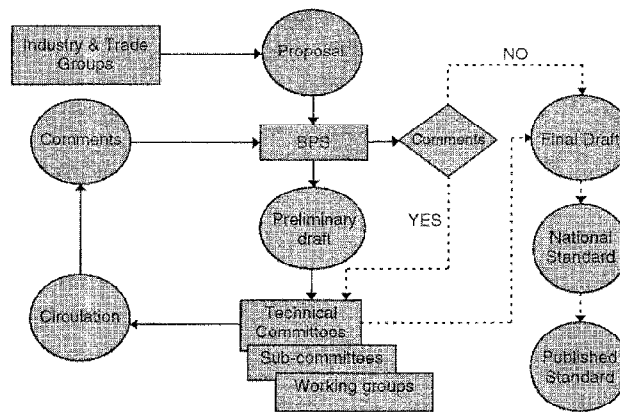 Industry & Trade
Groups
Proposal
NO
Comments
BPS
Comments
Final Draft
Preliminary
draft
YES
National
Standard
Circulation
Technical
Committees
Sub-committees
Working groups
Published
Standard